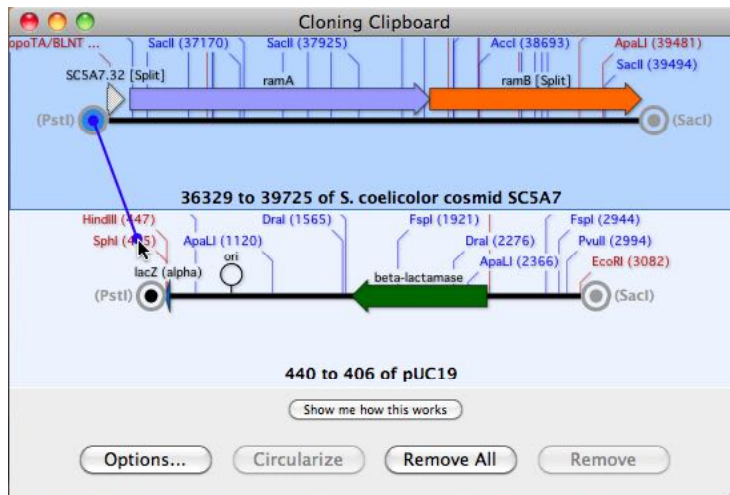 Cloning Clipboard
opoTA/BLNT ... SacII (37170) SacII (37925) AccI (38693) ApaLI (39481)
SacII (39494)
SC5A7.32 [Split] ramA ramB [Split]
(PstI) (SacI)
36329 to 39725 of S. coelicolor cosmid SC5A7
HindIII (447) DraI (1565) FspI (1921) FspI (2944)
SphI ApaLI (1120) ori DraI (2276) PvuII (2994)
lacZ (alpha) beta-lactamase ApaLI (2366) EcoRI (3082)
(PstI) (SacI)
440 to 406 of pUC19
Show me how this works
Options... Circularize Remove All Remove